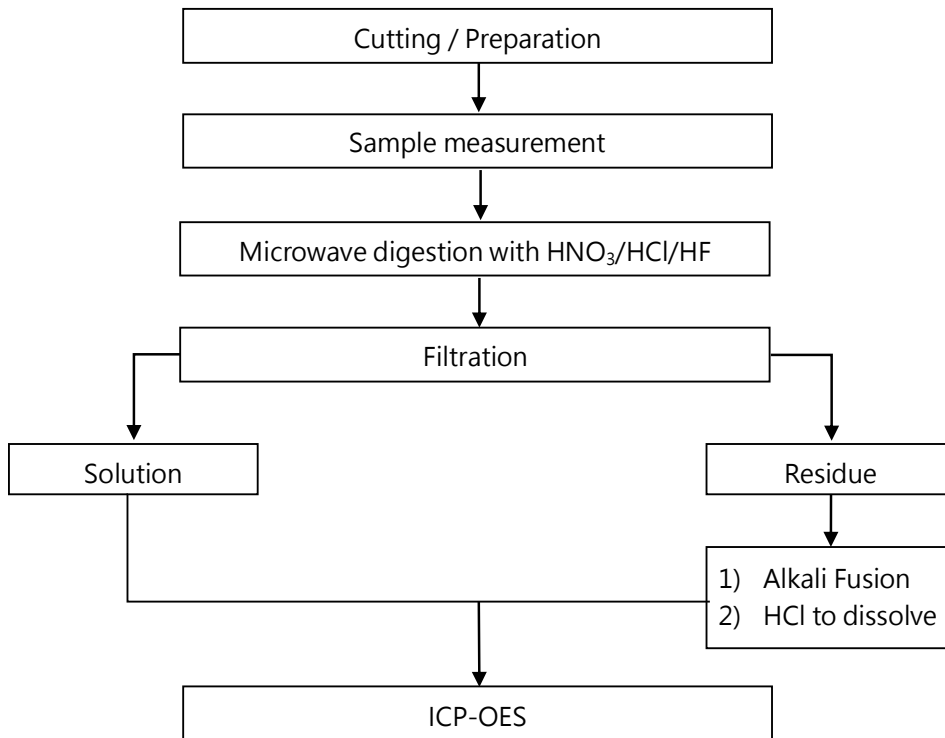 Cutting / Preparation
Sample measurement
Microwave digestion with HNO₃/HCl/HF
Filtration
Solution
Residue
1) Alkali Fusion
2) HCl to dissolve
ICP-OES